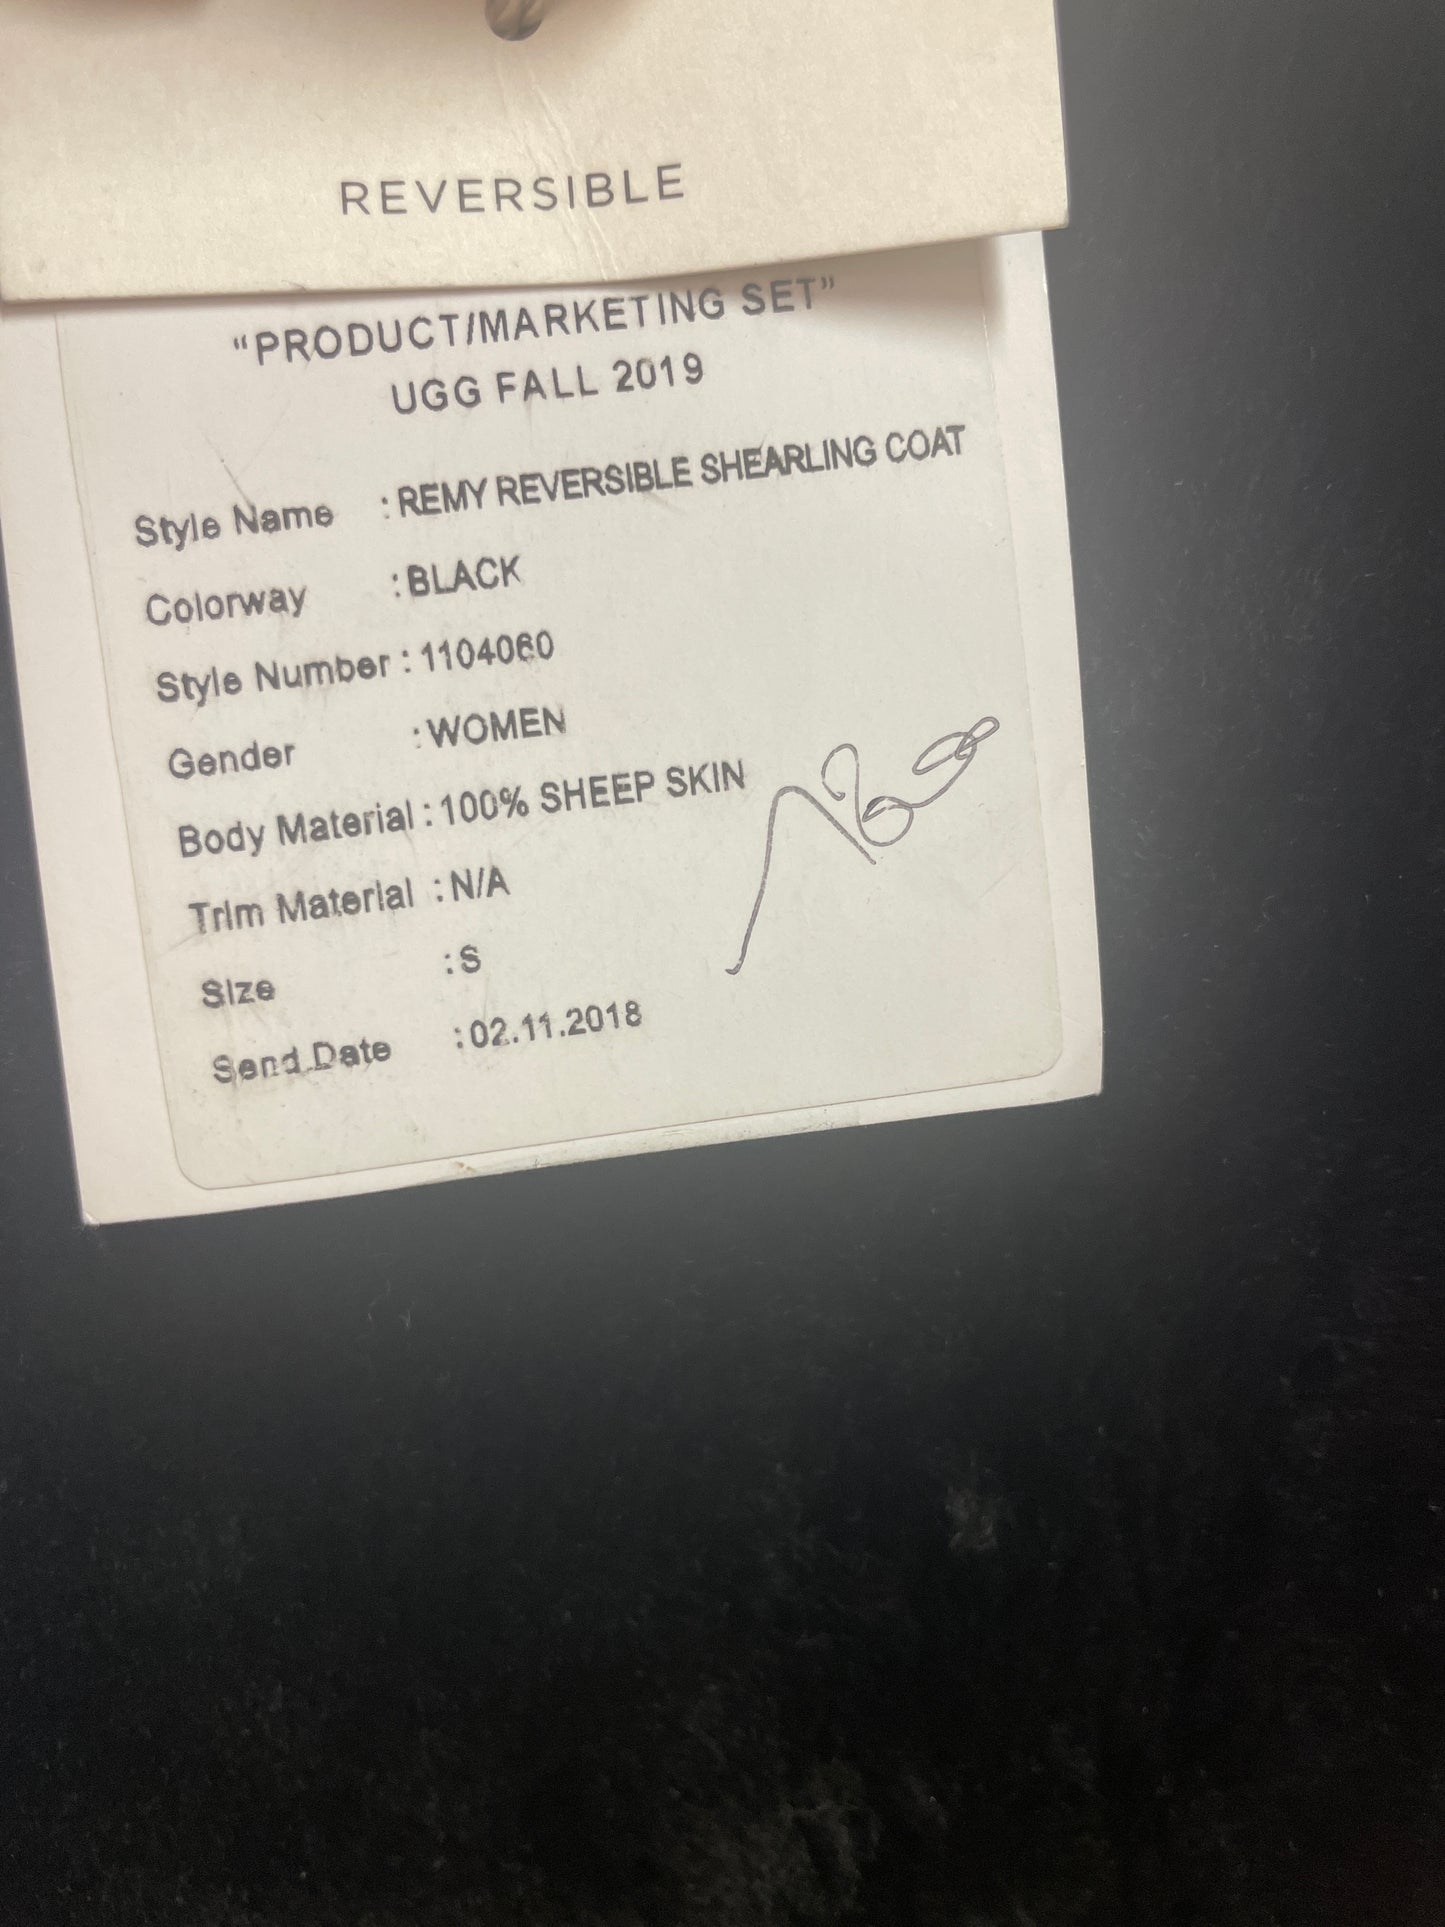 REVERSIBLE
“PRODUCT/MARKETING SET”
UGG FALL 2019
Style Name : REMY REVERSIBLE SHEARLING COAT
Colorway : BLACK
Style Number : 1104060
Gender : WOMEN
Body Material : 100% SHEEP SKIN
Trim Material : N/A
Size : S
Send Date : 02.11.2018